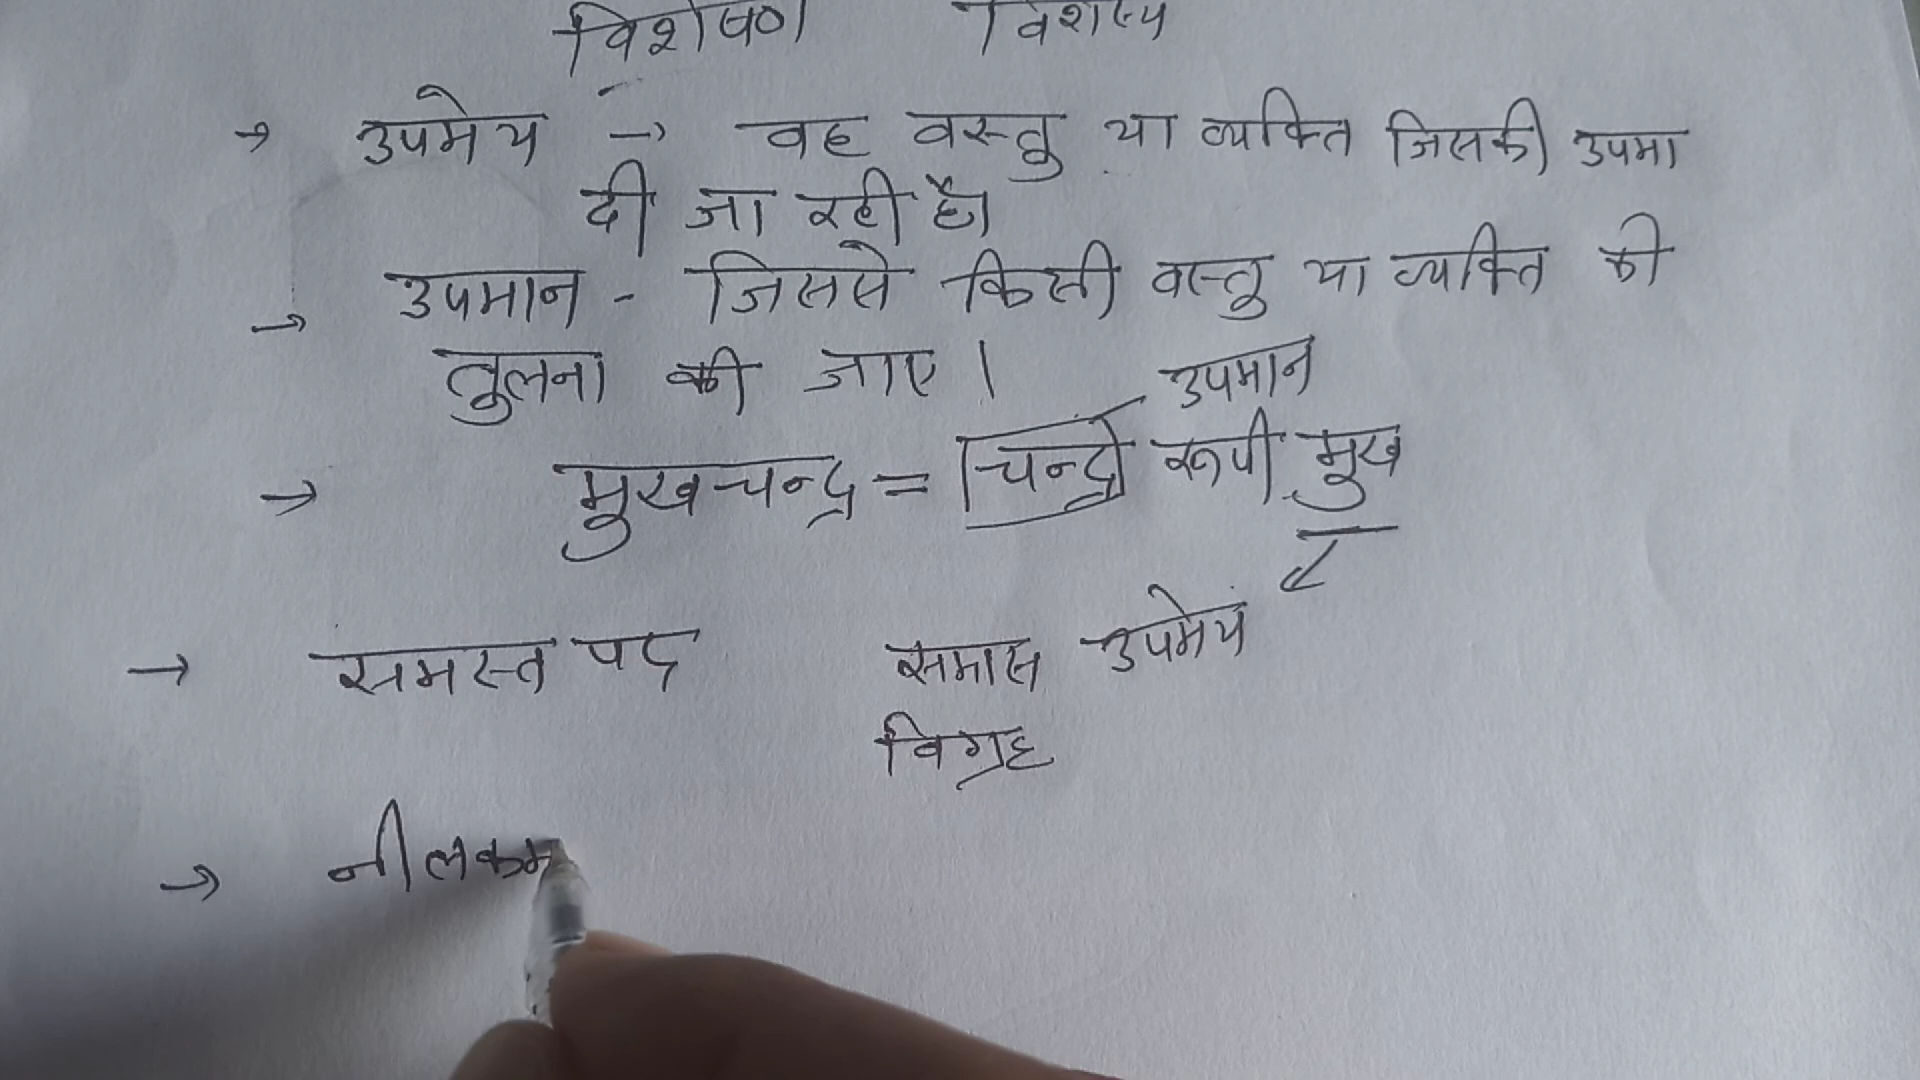 विशेषण विशेष्य
→ उपमेय → वह वस्तु या व्यक्ति जिसकी उपमा
दी जा रही है।
→ उपमान - जिससे किसी वस्तु या व्यक्ति की
तुलना की जाए।
उपमान
→ मुखचन्द्र = चन्द्र रूपी मुख
→ समस्त पद समास उपमेय
विग्रह
→ नीलकम